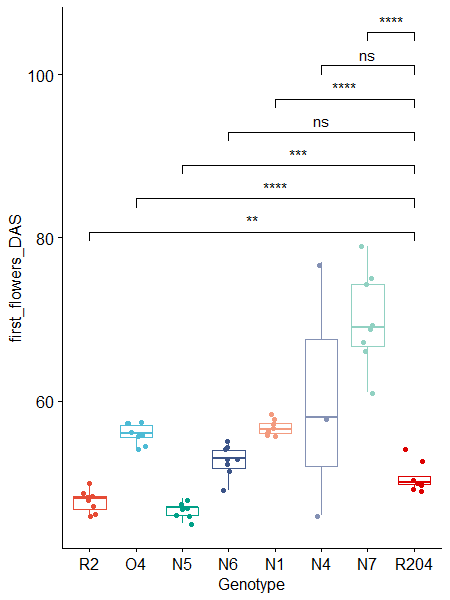 ****
ns
****
ns
***
****
**
100
80
60
first_flowers_DAS
R2 O4 N5 N6 N1 N4 N7 R204
Genotype